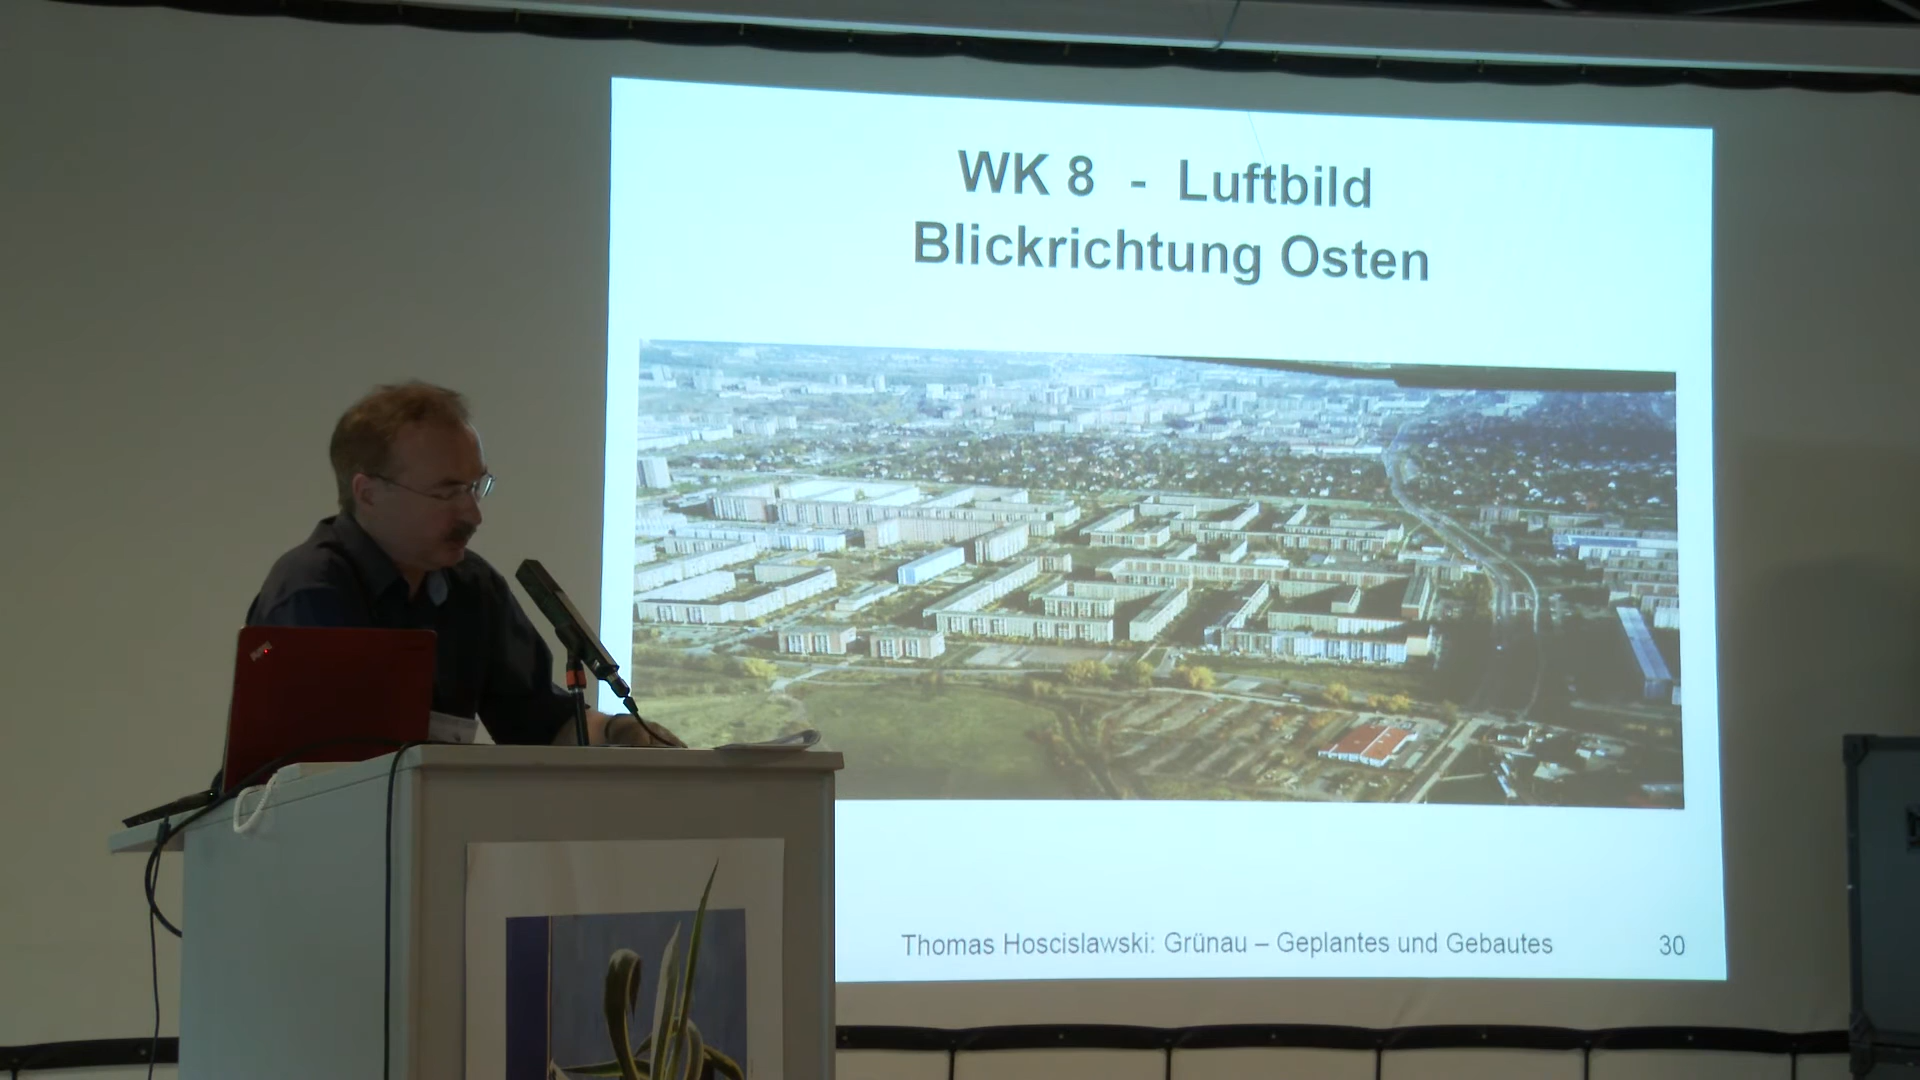 WK 8 - Luftbild
Blickrichtung Osten
Thomas Hoscislawski: Grünau – Geplantes und Gebautes
30